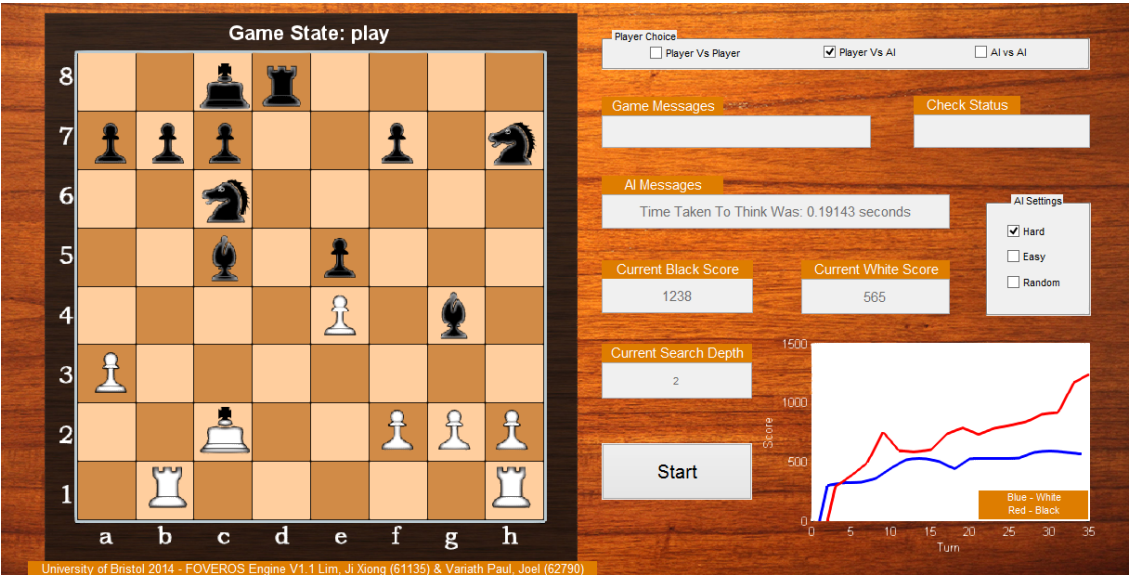 Game State: play
8
7
6
5
4
3
2
1
a b c d e f g h
University of Bristol 2014 - FOVEROS Engine V1.1 Lim, Ji Xiong (61135) & Variath Paul, Joel (62790)
Player Choice
Player Vs Player
Player Vs AI
AI vs AI
Game Messages
Check Status
AI Messages
Time Taken To Think Was: 0.19143 seconds
AI Settings
Hard
Easy
Random
Current Black Score
1238
Current White Score
565
Current Search Depth
2
Start
1500
1000
500
0
Score
0 5 10 15 20 25 30 35
Turn
Blue - White
Red - Black